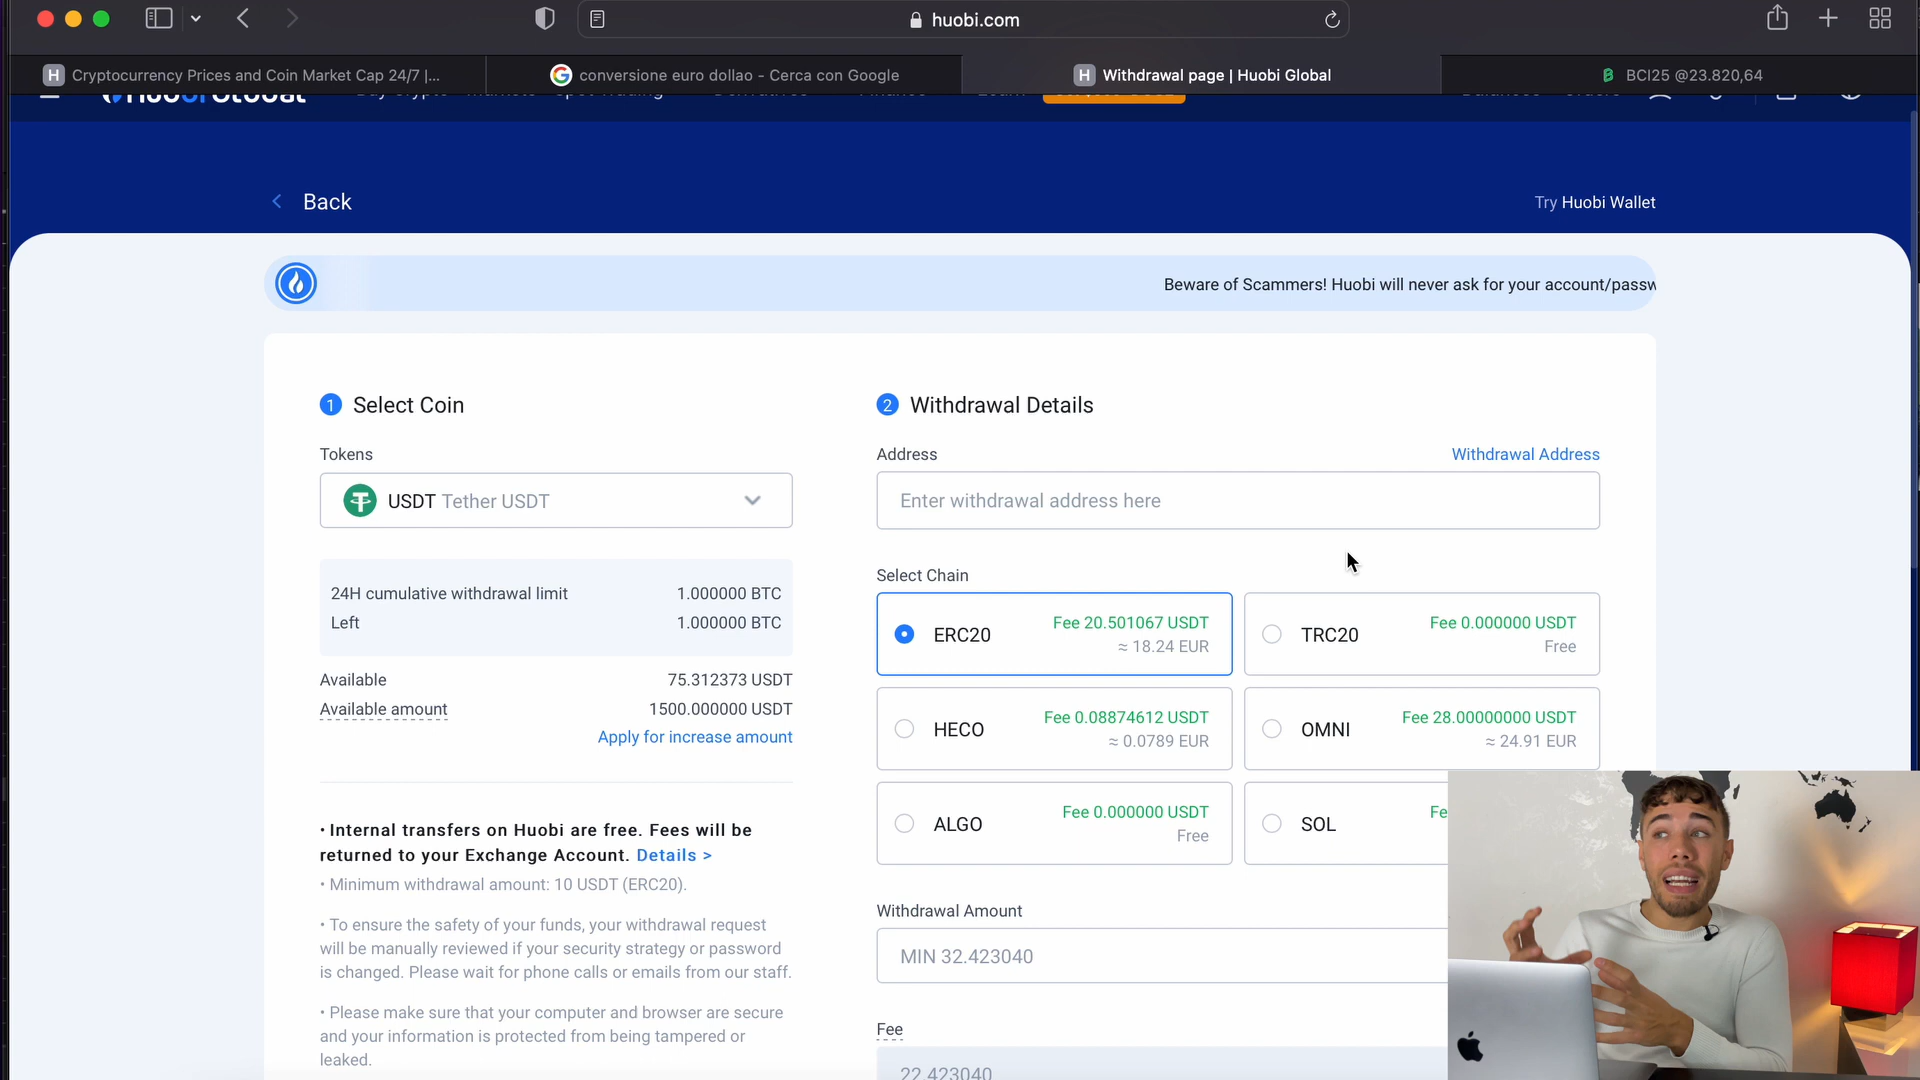 huobi.com
H Cryptocurrency Prices and Coin Market Cap 24/7 |...
conversione euro dollao - Cerca con Google
H Withdrawal page | Huobi Global
BCI25 @23.820,64
Back
Try Huobi Wallet
Beware of Scammers! Huobi will never ask for your account/passw
1 Select Coin
Tokens
USDT Tether USDT
24H cumulative withdrawal limit 1.000000 BTC
Left 1.000000 BTC
Available 75.312373 USDT
Available amount 1500.000000 USDT
Apply for increase amount
• Internal transfers on Huobi are free. Fees will be
returned to your Exchange Account. Details >
• Minimum withdrawal amount: 10 USDT (ERC20).
• To ensure the safety of your funds, your withdrawal request
will be manually reviewed if your security strategy or password
is changed. Please wait for phone calls or emails from our staff.
• Please make sure that your computer and browser are secure
and your information is protected from being tampered or
leaked.
2 Withdrawal Details
Address Withdrawal Address
Enter withdrawal address here
Select Chain
ERC20 Fee 20.501067 USDT
≈ 18.24 EUR
TRC20 Fee 0.000000 USDT
Free
HECO Fee 0.08874612 USDT
≈ 0.0789 EUR
OMNI Fee 28.00000000 USDT
≈ 24.91 EUR
ALGO Fee 0.000000 USDT
Free
SOL Fe
Withdrawal Amount
MIN 32.423040
Fee
22.423040